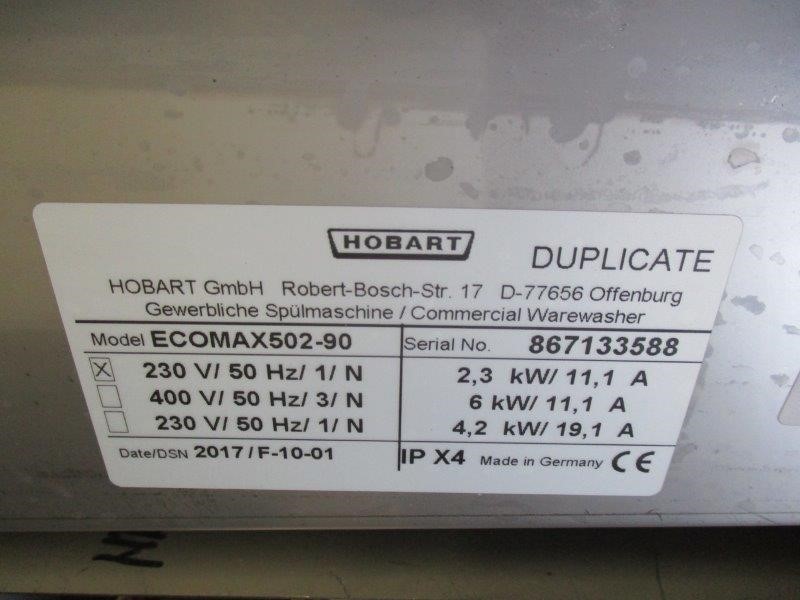 HOBART DUPLICATE
HOBART GmbH Robert-Bosch-Str. 17 D-77656 Offenburg
Gewerbliche Spülmaschine / Commercial Warewasher
Model ECOMAX502-90 Serial No. 867133588
X 230 V/ 50 Hz/ 1/ N 2,3 kW/ 11,1 A
400 V/ 50 Hz/ 3/ N 6 kW/ 11,1 A
230 V/ 50 Hz/ 1/ N 4,2 kW/ 19,1 A
Date/DSN 2017/F-10-01 IP X4 Made in Germany CE